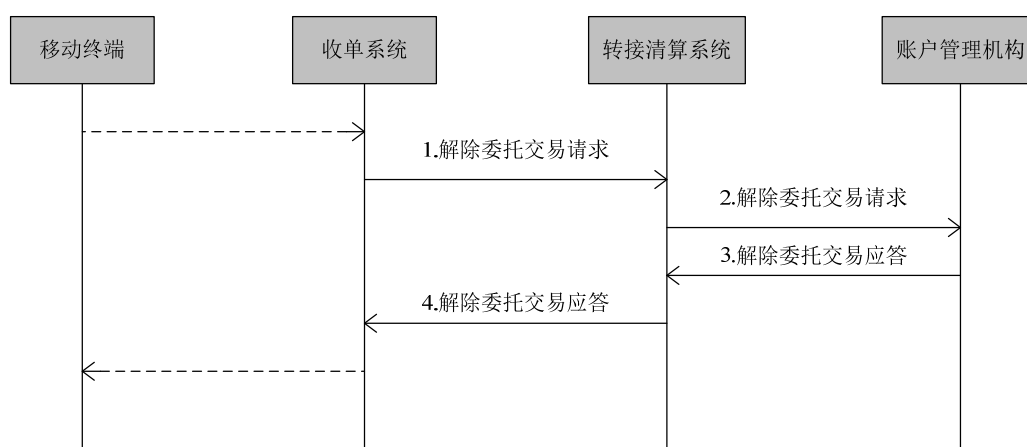 移动终端
收单系统
转接清算系统
账户管理机构
1.解除委托交易请求
2.解除委托交易请求
3.解除委托交易应答
4.解除委托交易应答